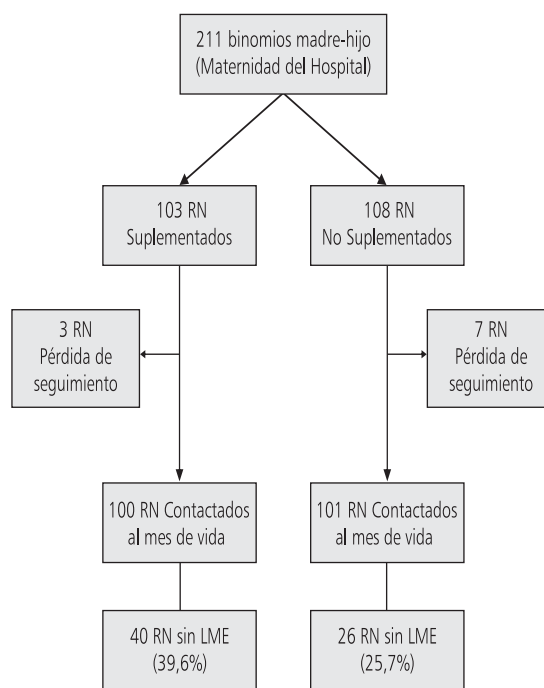 211 binomios madre-hijo
(Maternidad del Hospital)
103 RN
Suplementados
108 RN
No Suplementados
3 RN
Pérdida de
seguimiento
7 RN
Pérdida de
seguimiento
100 RN Contactados
al mes de vida
101 RN Contactados
al mes de vida
40 RN sin LME
(39,6%)
26 RN sin LME
(25,7%)